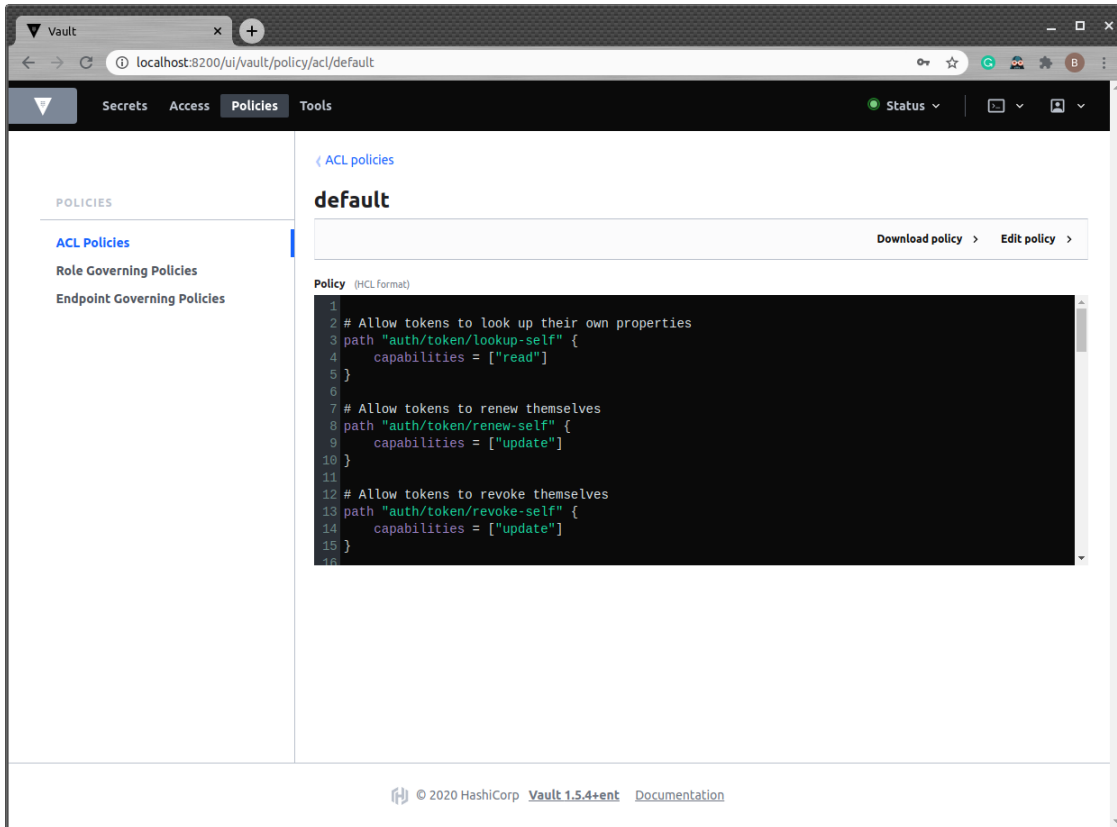 Vault
localhost:8200/ui/vault/policy/acl/default
B
Secrets Access Policies Tools Status
ACL policies
POLICIES
default
ACL Policies
Download policy Edit policy
Role Governing Policies
Endpoint Governing Policies
Policy (HCL format)
1
2 # Allow tokens to look up their own properties
3 path "auth/token/lookup-self" {
4     capabilities = ["read"]
5 }
6
7 # Allow tokens to renew themselves
8 path "auth/token/renew-self" {
9     capabilities = ["update"]
10 }
11
12 # Allow tokens to revoke themselves
13 path "auth/token/revoke-self" {
14     capabilities = ["update"]
15 }
16
© 2020 HashiCorp Vault 1.5.4+ent Documentation